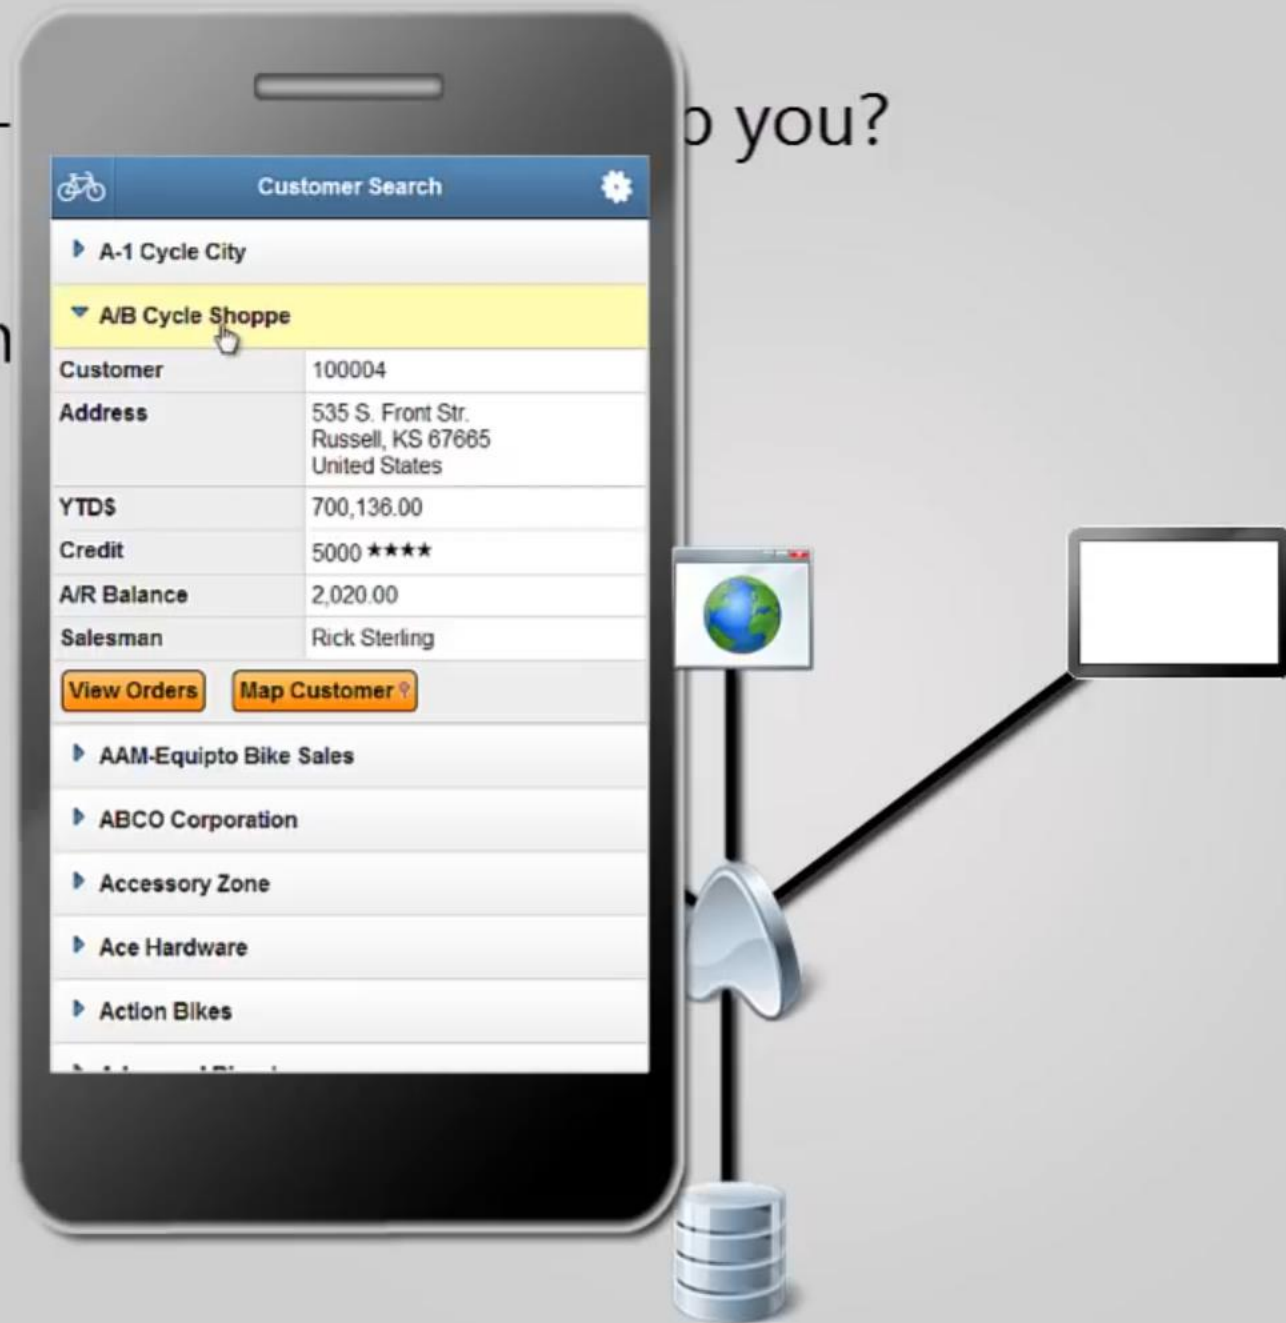 p you?
Customer Search
A-1 Cycle City
A/B Cycle Shoppe
Customer 100004
Address 535 S. Front Str.
Russell, KS 67665
United States
YTD$ 700,136.00
Credit 5000 ★★★★
A/R Balance 2,020.00
Salesman Rick Sterling
View Orders Map Customer
AAM-Equipto Bike Sales
ABCO Corporation
Accessory Zone
Ace Hardware
Action Bikes